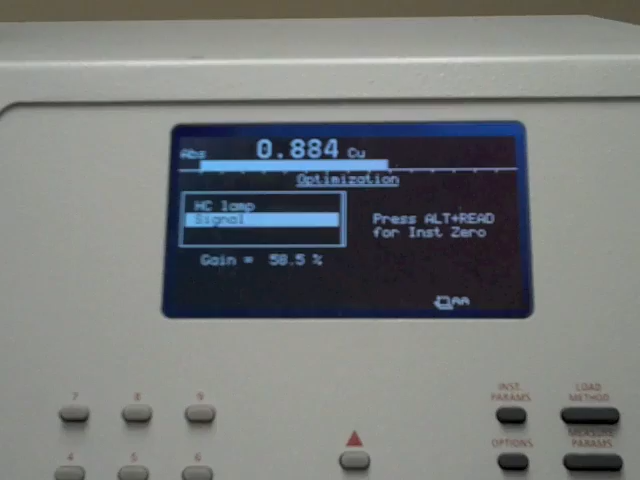 Abs 0.884 Cu
Optimization
HC lamp
Signal
Press ALT+READ
for Inst Zero
Gain = 58.5 %
AA
7 8 9
INST. PARAMS
LOAD METHOD
4 5 6
OPTIONS
MEASURE PARAMS